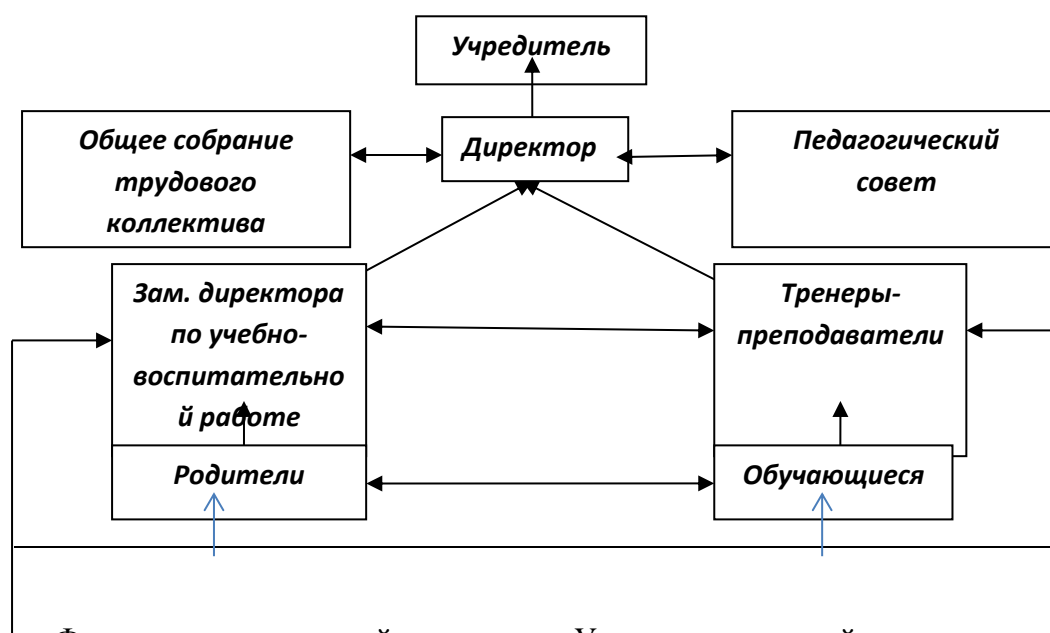 Учредитель
Общее собрание
трудового
коллектива
Директор
Педагогический
совет
Зам. директора
по учебно-
воспитательно
й работе
Тренеры-
преподаватели
Родители
Обучающиеся